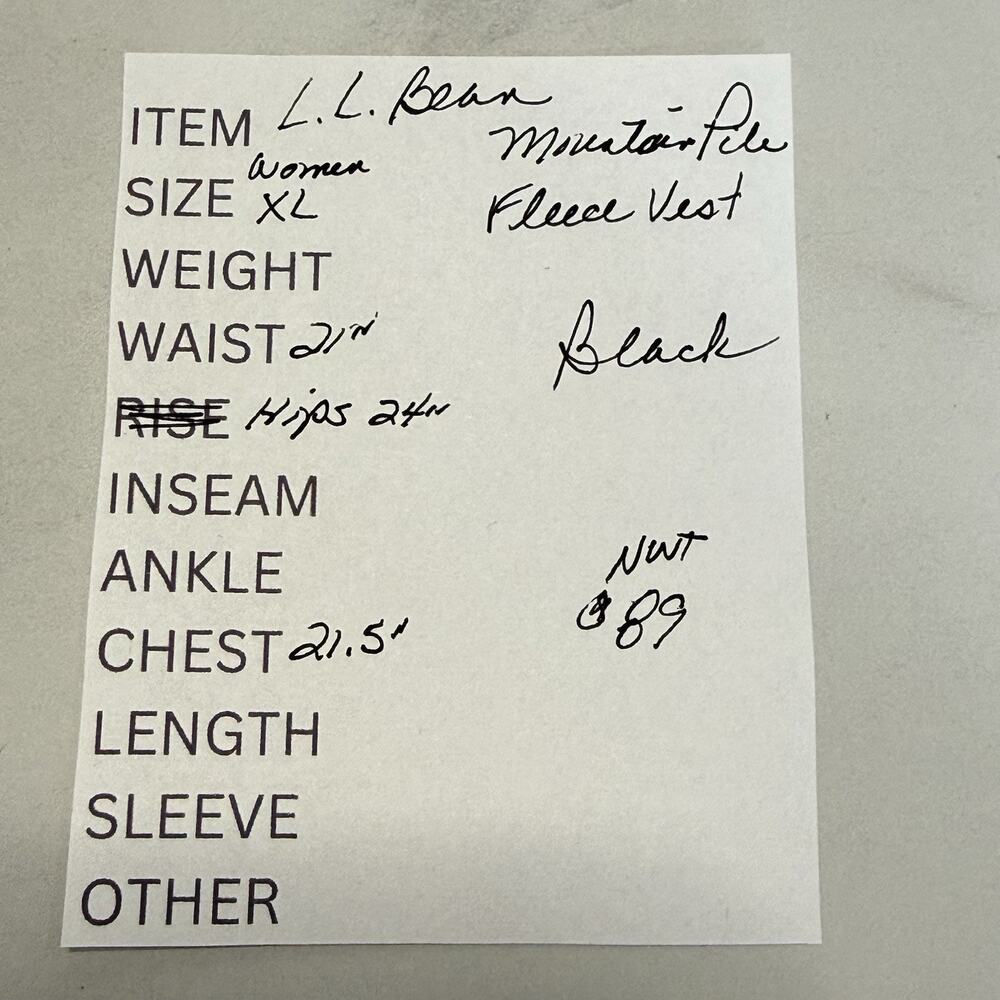 ITEM L.L. Bean
Mountain Pile
SIZE Women XL
Fleece Vest
WEIGHT
WAIST 21"
Black
RISE Hips 24"
INSEAM
ANKLE
NWT
CHEST 21.5"
$89
LENGTH
SLEEVE
OTHER